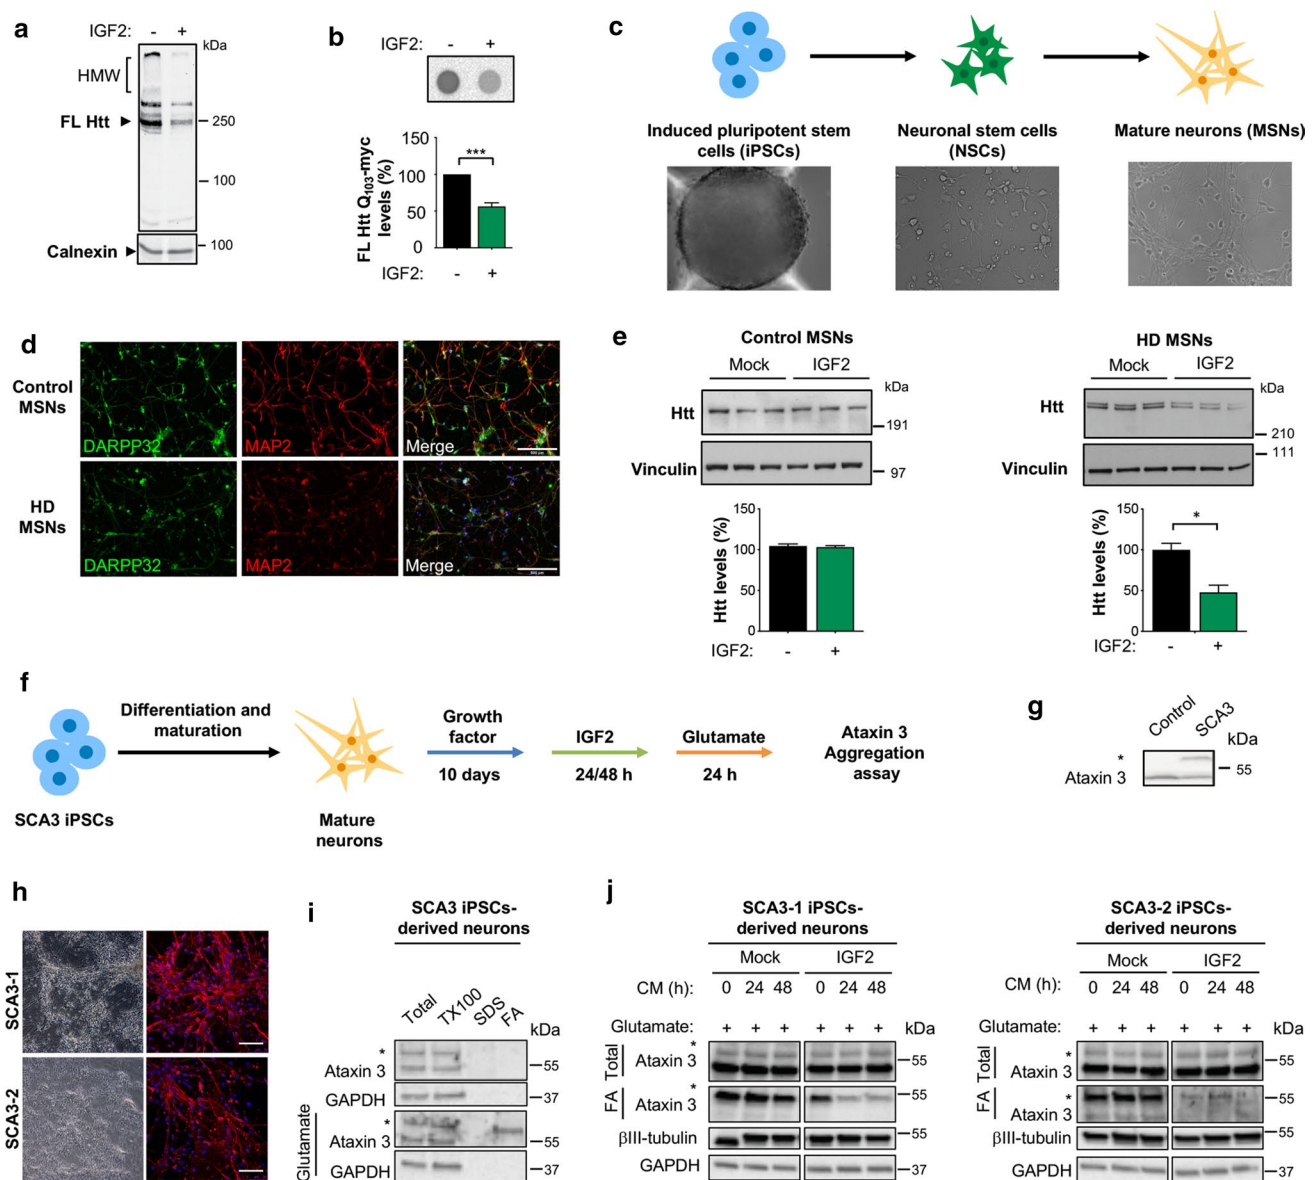 a
IGF2: - +
kDa
HMW
FL Htt
250
100
Calnexin
100
b
IGF2: - +
***
FL Htt Q103-myc
levels (%)
150
100
50
0
IGF2: - +
c
Induced pluripotent stem
cells (iPSCs)
Neuronal stem cells
(NSCs)
Mature neurons (MSNs)
d
Control
MSNs
DARPP32
MAP2
Merge
HD
MSNs
DARPP32
MAP2
Merge
e
Control MSNs
Mock IGF2
kDa
Htt
191
Vinculin
97
Htt levels (%)
150
100
50
0
IGF2: - +
HD MSNs
Mock IGF2
kDa
Htt
210
111
Vinculin
*
Htt levels (%)
150
100
50
0
IGF2: - +
f
SCA3 iPSCs
Differentiation and
maturation
Mature
neurons
Growth
factor
10 days
IGF2
24/48 h
Glutamate
24 h
Ataxin 3
Aggregation
assay
g
Control SCA3
kDa
*
55
Ataxin 3
h
SCA3-1
SCA3-2
i
SCA3 iPSCs-
derived neurons
Total TX100 SDS FA
kDa
*
Ataxin 3
55
GAPDH
37
Glutamate
*
Ataxin 3
55
GAPDH
37
j
SCA3-1 iPSCs-
derived neurons
Mock IGF2
CM (h): 0 24 48 0 24 48
Glutamate: + + + + + +
kDa
Total
*
Ataxin 3
55
FA
*
Ataxin 3
55
βIII-tubulin
55
GAPDH
37
SCA3-2 iPSCs-
derived neurons
Mock IGF2
CM (h): 0 24 48 0 24 48
Glutamate: + + + + + +
kDa
Total
*
Ataxin 3
55
FA
*
Ataxin 3
55
βIII-tubulin
55
GAPDH
37